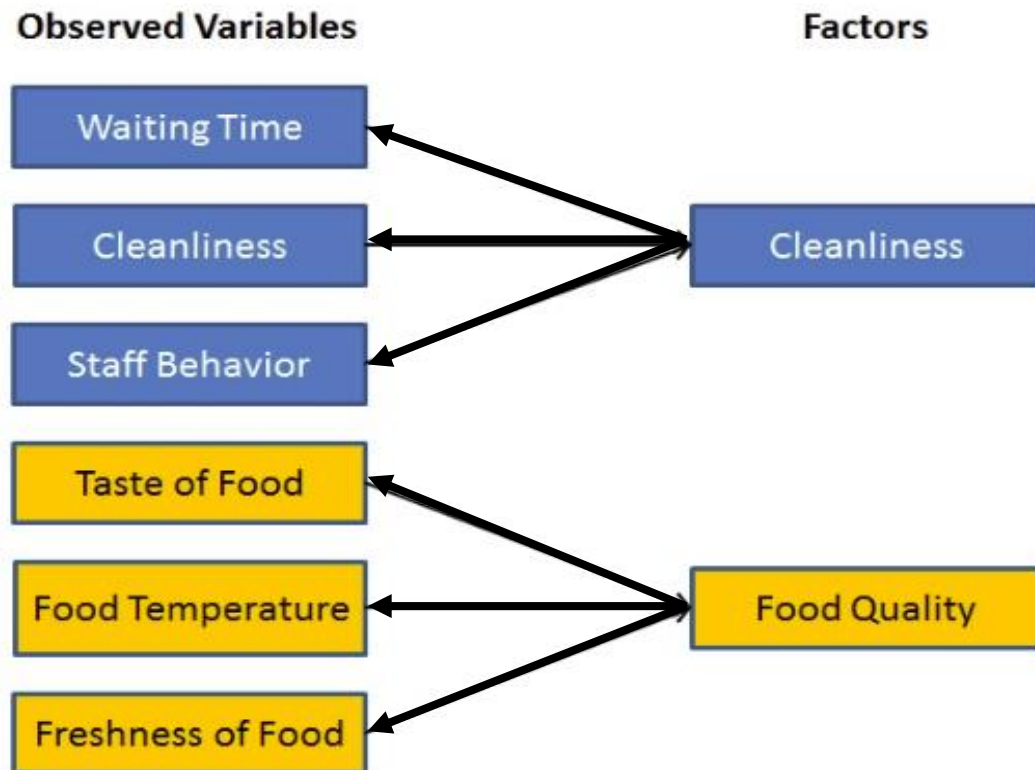 Observed Variables
Factors
Waiting Time
Cleanliness
Cleanliness
Staff Behavior
Taste of Food
Food Temperature
Food Quality
Freshness of Food